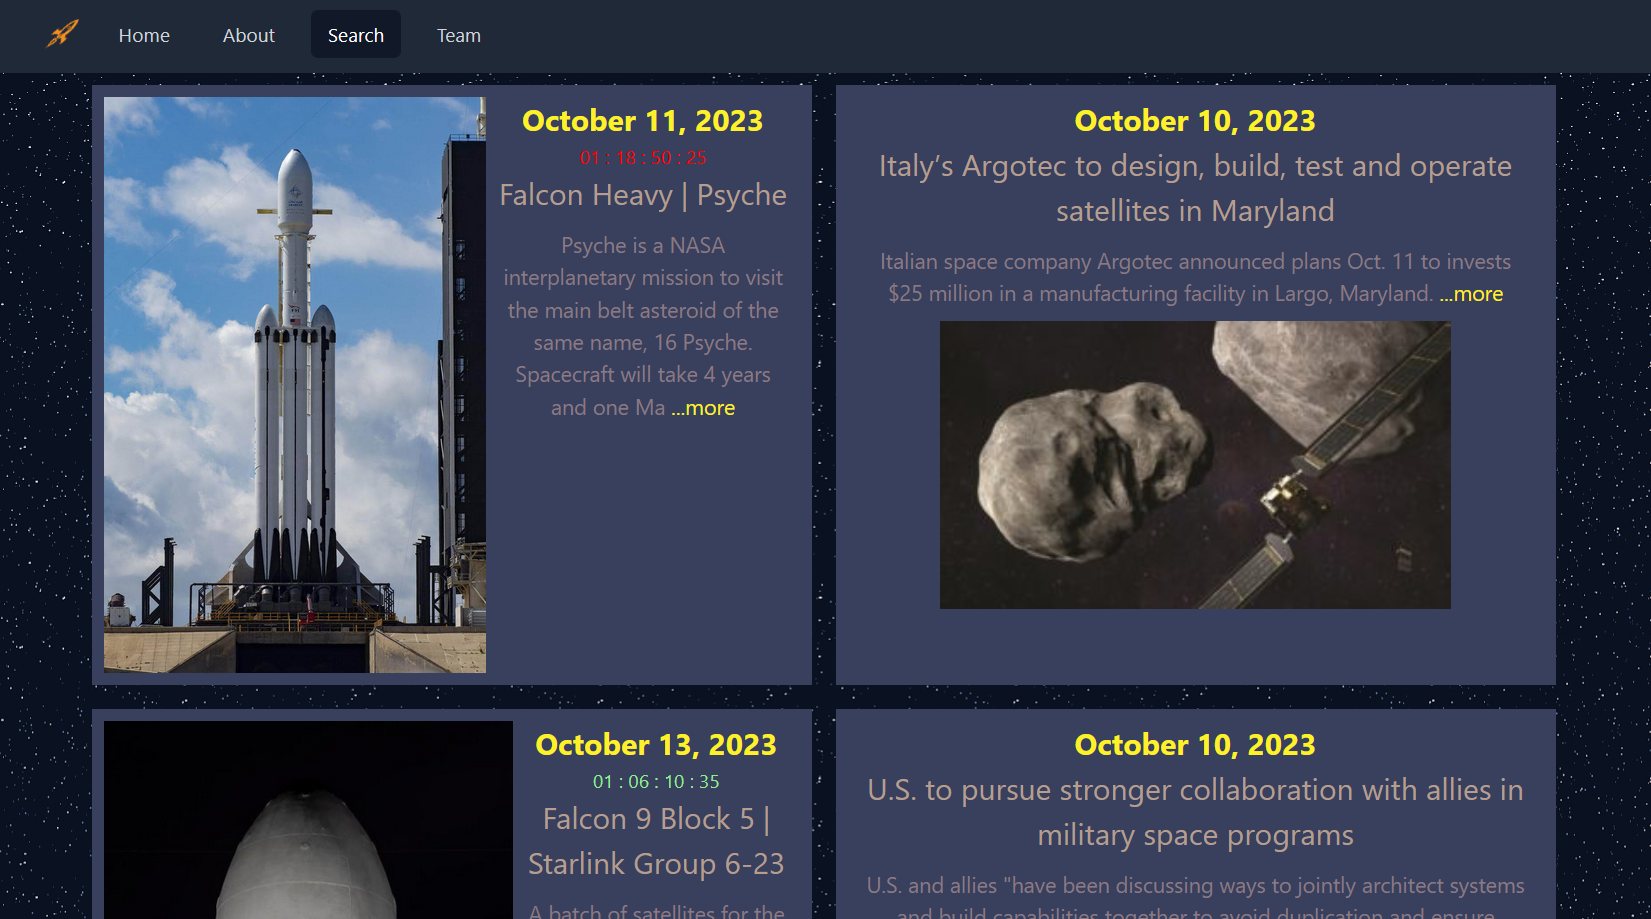 Home About Search Team
October 11, 2023
01 : 18 : 50 : 25
Falcon Heavy | Psyche
Psyche is a NASA
interplanetary mission to visit
the main belt asteroid of the
same name, 16 Psyche.
Spacecraft will take 4 years
and one Ma ...more
October 10, 2023
Italy’s Argotec to design, build, test and operate
satellites in Maryland
Italian space company Argotec announced plans Oct. 11 to invests
$25 million in a manufacturing facility in Largo, Maryland. ...more
October 13, 2023
01 : 06 : 10 : 35
Falcon 9 Block 5 |
Starlink Group 6-23
A batch of satellites for the
October 10, 2023
U.S. to pursue stronger collaboration with allies in
military space programs
U.S. and allies "have been discussing ways to jointly architect systems
and build capabilities together to avoid duplication and ensure